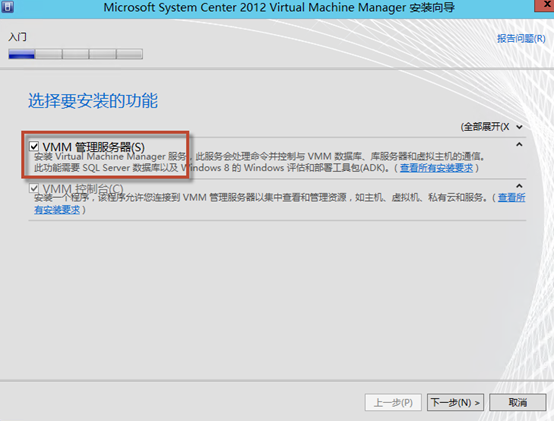 Microsoft System Center 2012 Virtual Machine Manager 安装向导
入门
报告问题(R)
选择要安装的功能
(全部展开(X
VMM 管理服务器(S)
安装 Virtual Machine Manager 服务，此服务会处理命令并控制与 VMM 数据库、库服务器和虚拟主机的通信。
此功能需要 SQL Server 数据库以及 Windows 8 的 Windows 评估和部署工具包(ADK)。( 查看所有安装要求 )
VMM 控制台(C)
安装一个程序，该程序允许您连接到 VMM 管理服务器以集中查看和管理资源，如主机、虚拟机、私有云和服务。( 查看所
有安装要求 )
上一步(P)
下一步(N) >
取消